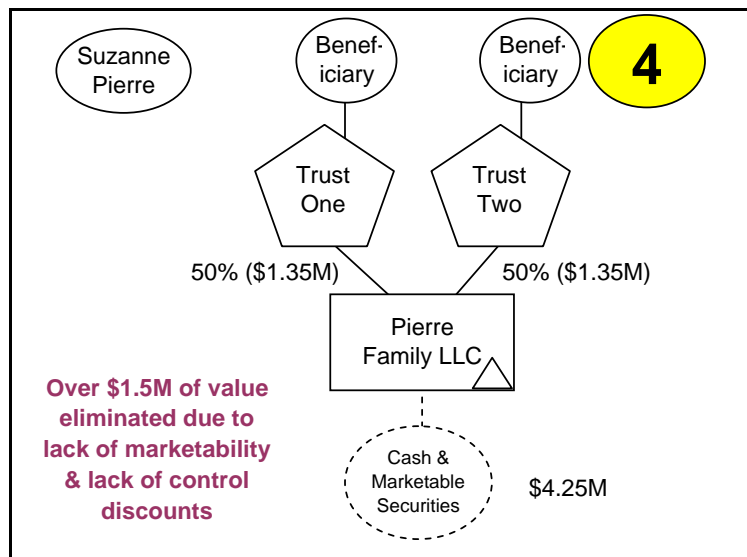 Suzanne
Pierre
Benef-
iciary
Benef-
iciary
4
Trust
One
Trust
Two
50% ($1.35M)
50% ($1.35M)
Pierre
Family LLC
Over $1.5M of value
eliminated due to
lack of marketability
& lack of control
discounts
Cash &
Marketable
Securities
$4.25M